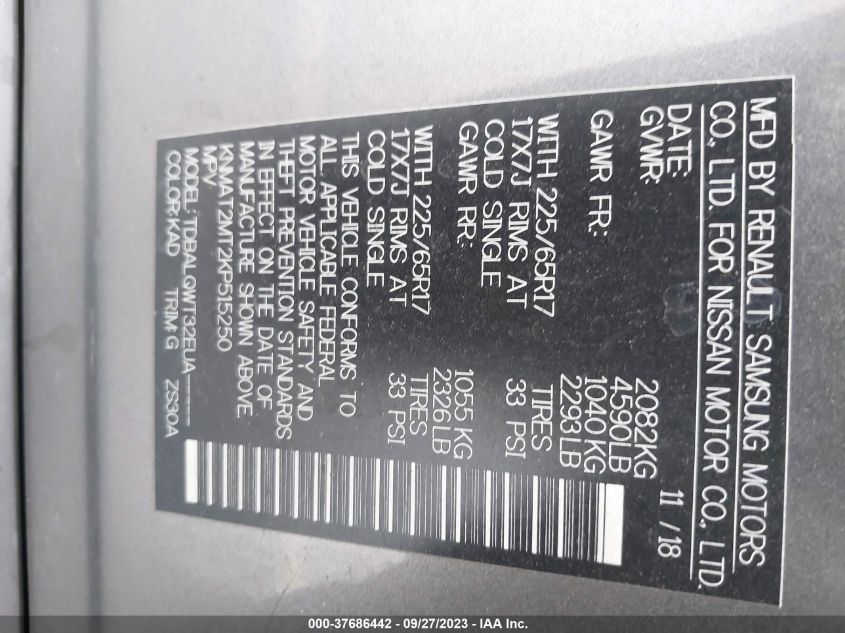 MFD BY RENAULT SAMSUNG MOTORS
CO., LTD. FOR NISSAN MOTOR CO., LTD.
DATE: 11 /18
GVWR: 2082KG
4590LB
GAWR FR: 1040 KG
2293LB
WITH 225/65R17 TIRES
17X7J RIMS AT 33 PSI
COLD SINGLE
GAWR RR: 1055 KG
2326LB
WITH 225/65R17 TIRES
17X7J RIMS AT 33 PSI
COLD SINGLE
THIS VEHICLE CONFORMS TO
ALL APPLICABLE FEDERAL
MOTOR VEHICLE SAFETY AND
THEFT PREVENTION STANDARDS
IN EFFECT ON THE DATE OF
MANUFACTURE SHOWN ABOVE.
KNMAT2MT2KP515250
MPV
MODEL: TDBALQWT32EUA-------
COLOR: KAD TRIM: G ZS30A
000-37686442 - 09/27/2023 - IAA Inc.